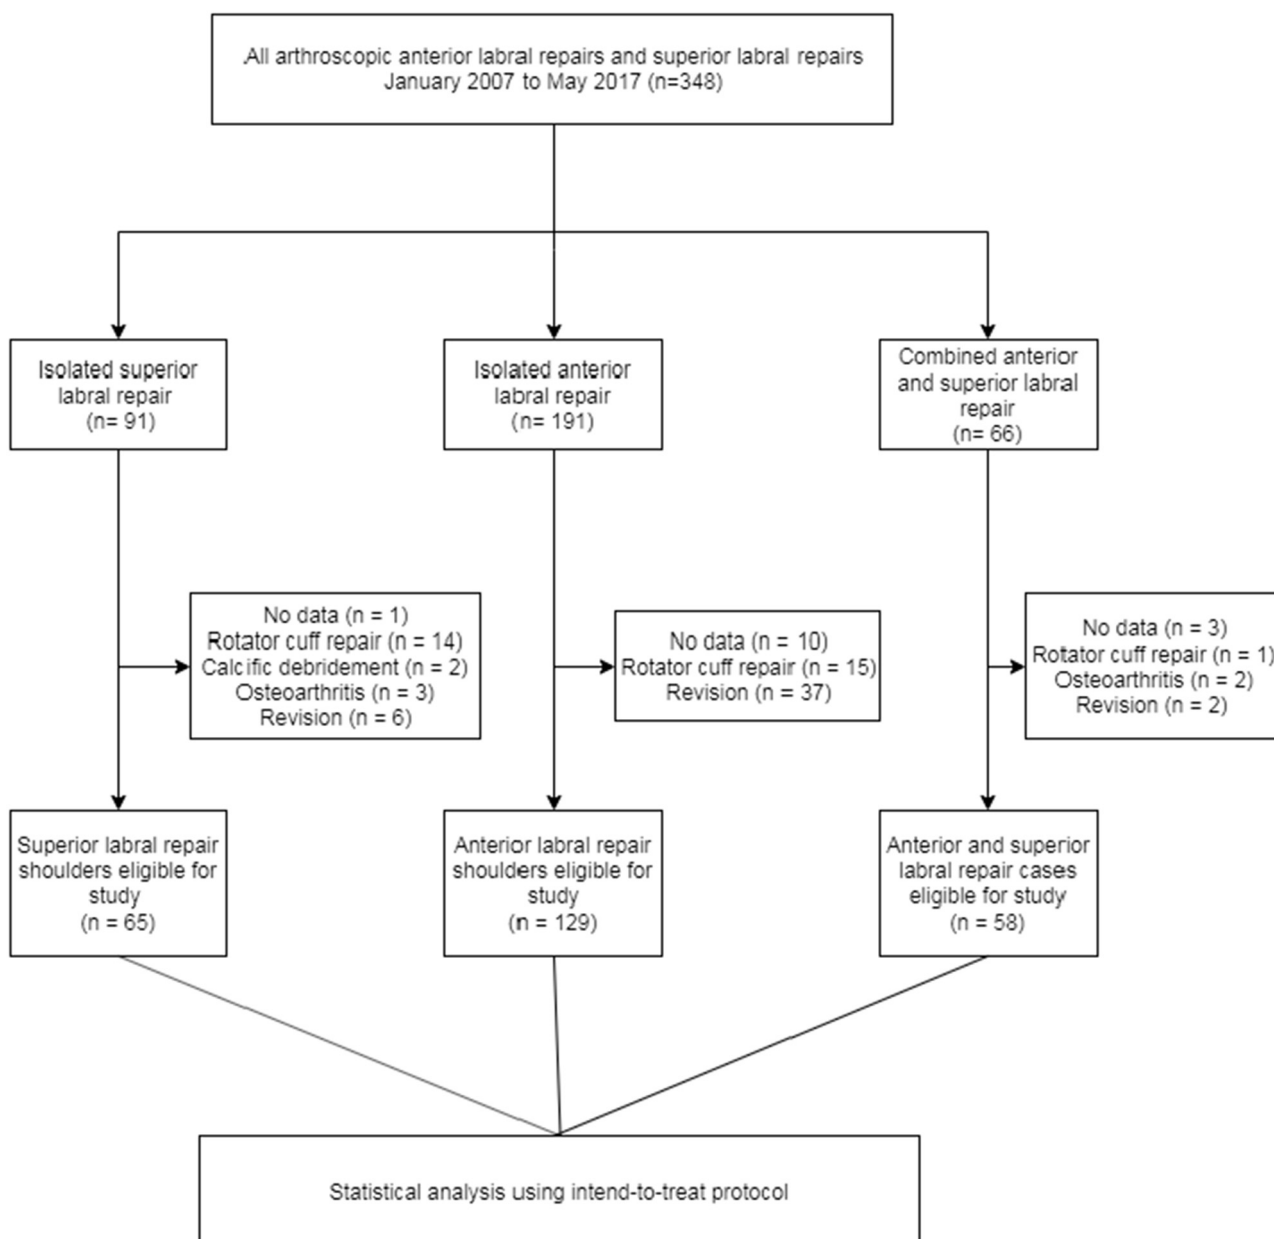 All arthroscopic anterior labral repairs and superior labral repairs
January 2007 to May 2017 (n=348)
Isolated superior
labral repair
(n= 91)
Isolated anterior
labral repair
(n= 191)
Combined anterior
and superior labral
repair
(n= 66)
No data (n = 1)
Rotator cuff repair (n = 14)
Calcific debridement (n = 2)
Osteoarthritis (n = 3)
Revision (n = 6)
No data (n = 10)
Rotator cuff repair (n = 15)
Revision (n = 37)
No data (n = 3)
Rotator cuff repair (n = 1)
Osteoarthritis (n = 2)
Revision (n = 2)
Superior labral repair
shoulders eligible for
study
(n = 65)
Anterior labral repair
shoulders eligible for
study
(n = 129)
Anterior and superior
labral repair cases
eligible for study
(n = 58)
Statistical analysis using intend-to-treat protocol